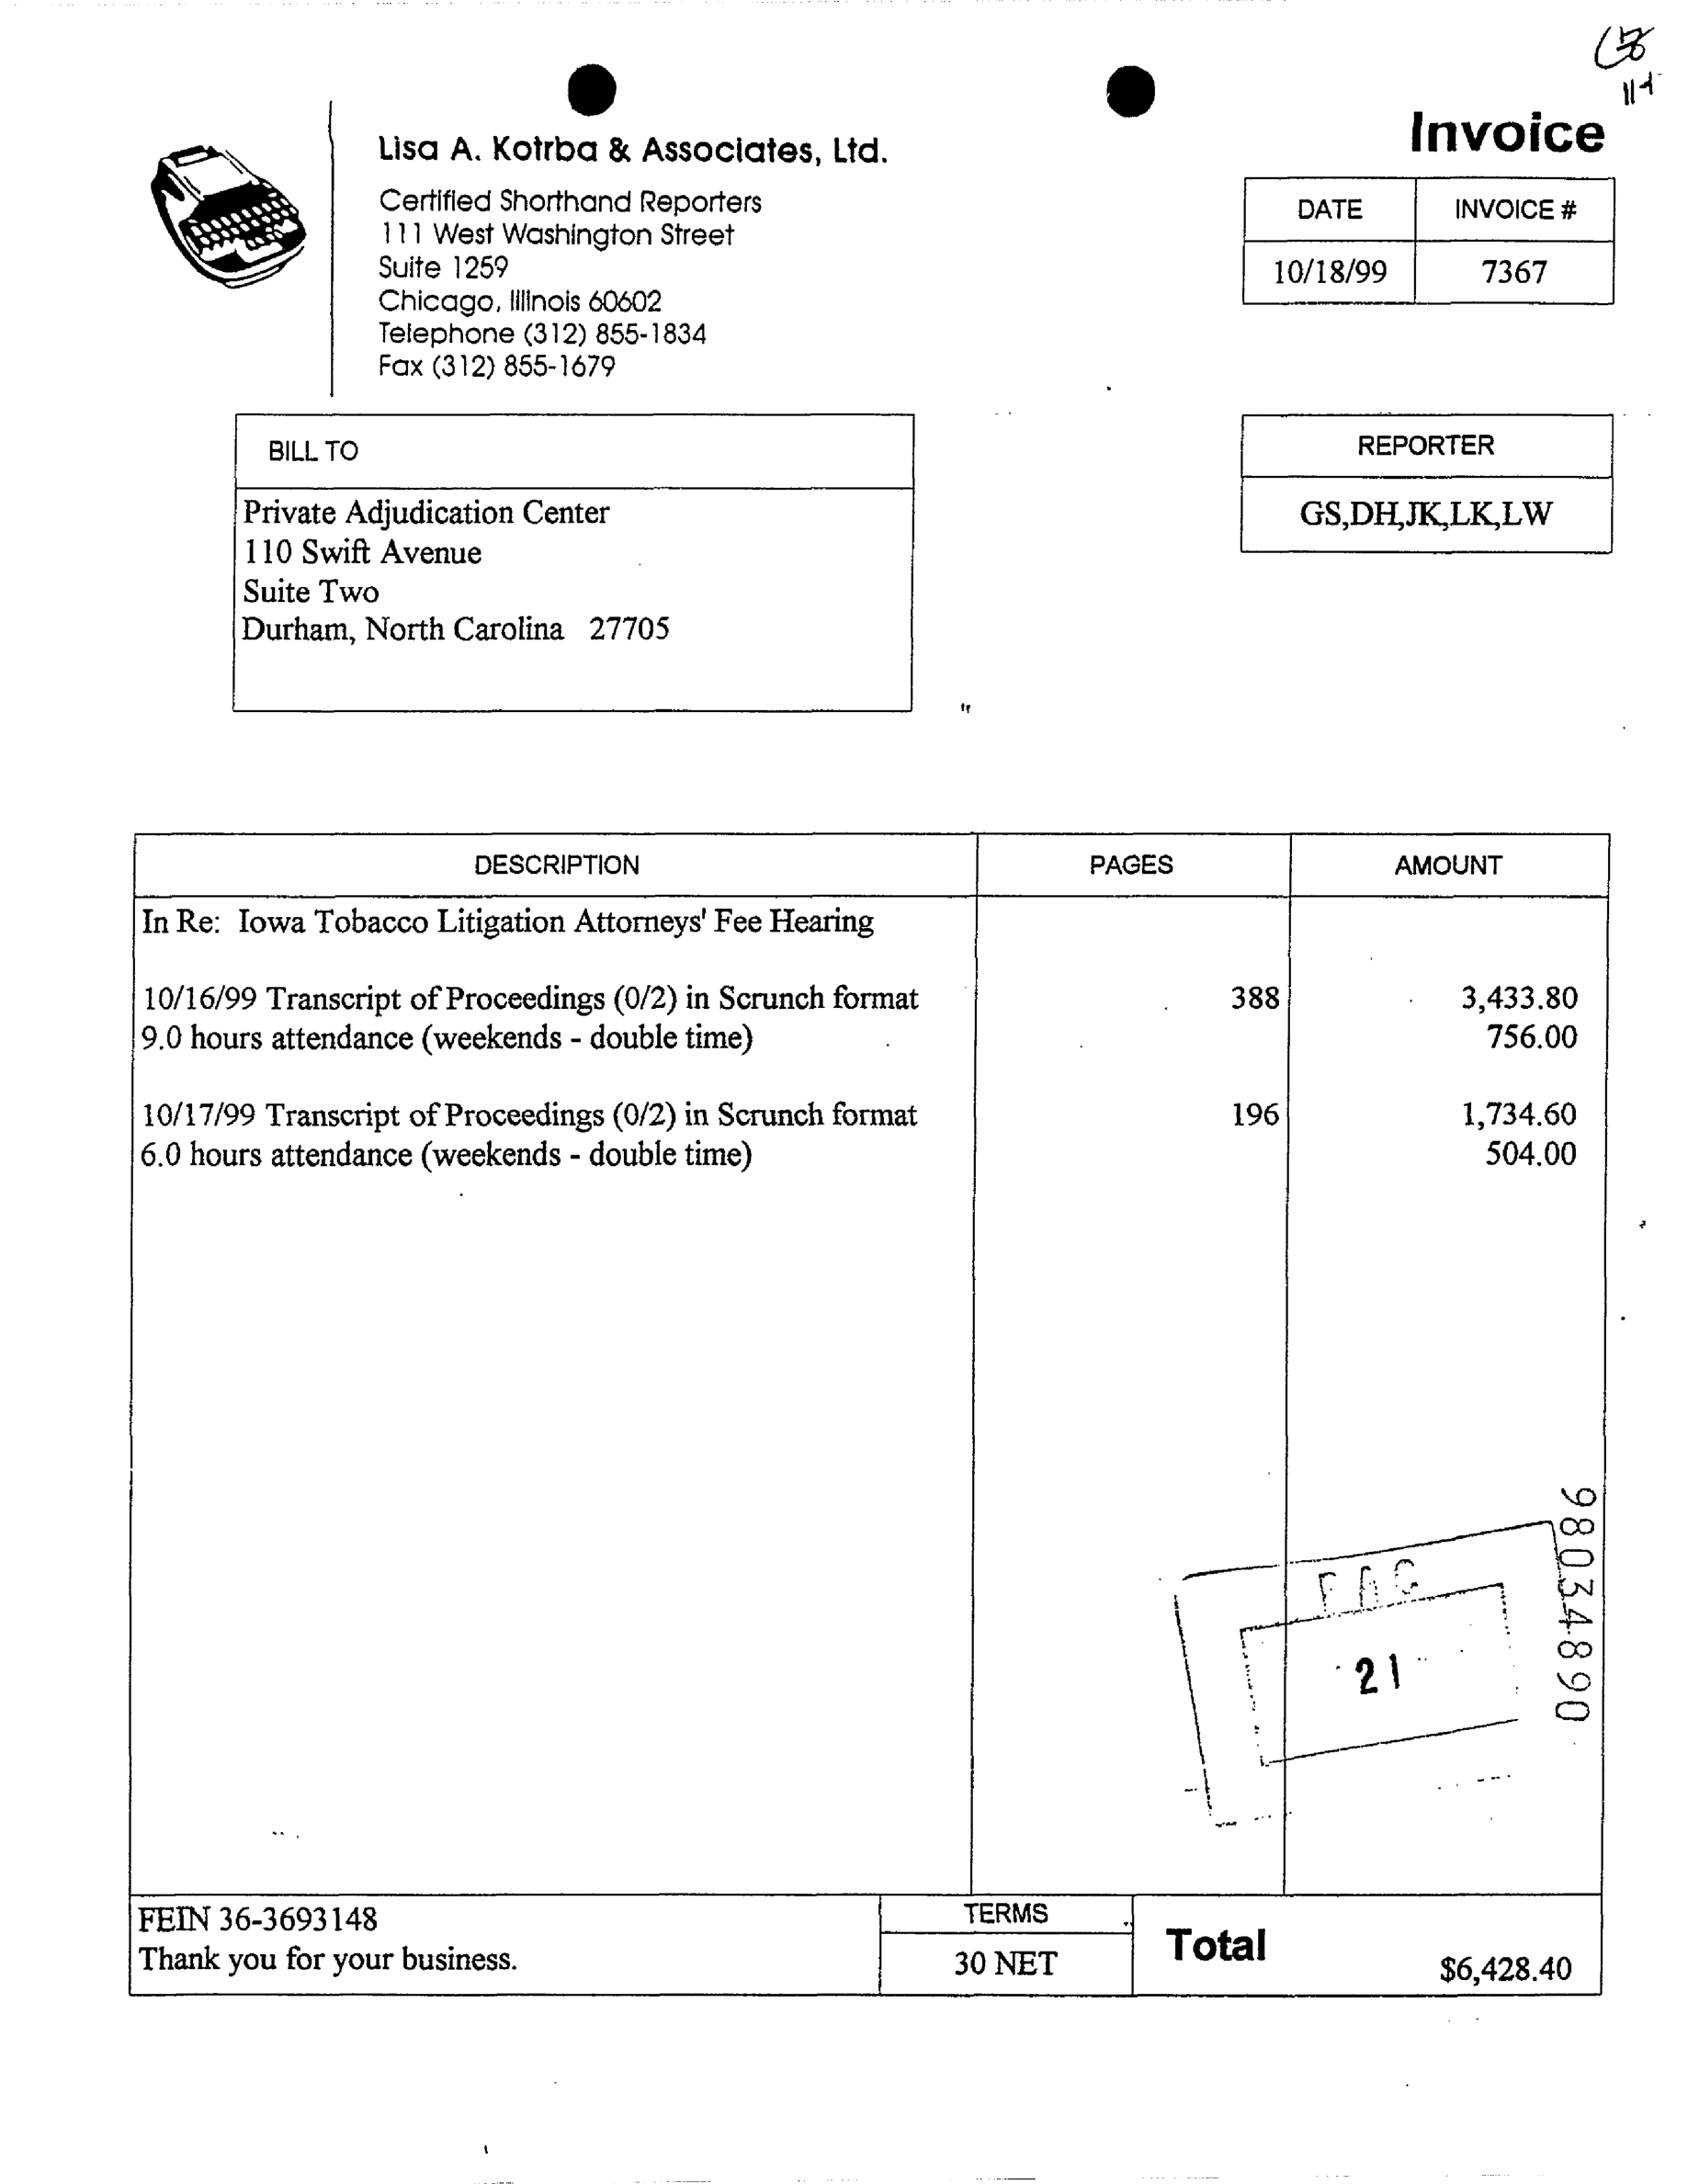 Invoice
Lisa A. Kotrba & Associates, Ltd.
Certified Shorthand Reporters
111 West Washington Street
Suite 1259
Chicago, Illinois 60602
Telephone (312) 855-1834
Fax (312) 855-1679
DATE INVOICE #
10/18/99 7367
BILL TO
Private Adjudication Center
110 Swift Avenue
Suite Two
Durham, North Carolina 27705
REPORTER
GS,DH,JK,LK,LW
DESCRIPTION PAGES AMOUNT
In Re: Iowa Tobacco Litigation Attorneys' Fee Hearing
10/16/99 Transcript of Proceedings (0/2) in Scrunch format 388 3,433.80
9.0 hours attendance (weekends - double time) 756.00
10/17/99 Transcript of Proceedings (0/2) in Scrunch format 196 1,734.60
6.0 hours attendance (weekends - double time) 504.00
21
98034890
FEIN 36-3693148
Thank you for your business.
TERMS
30 NET
Total
$6,428.40